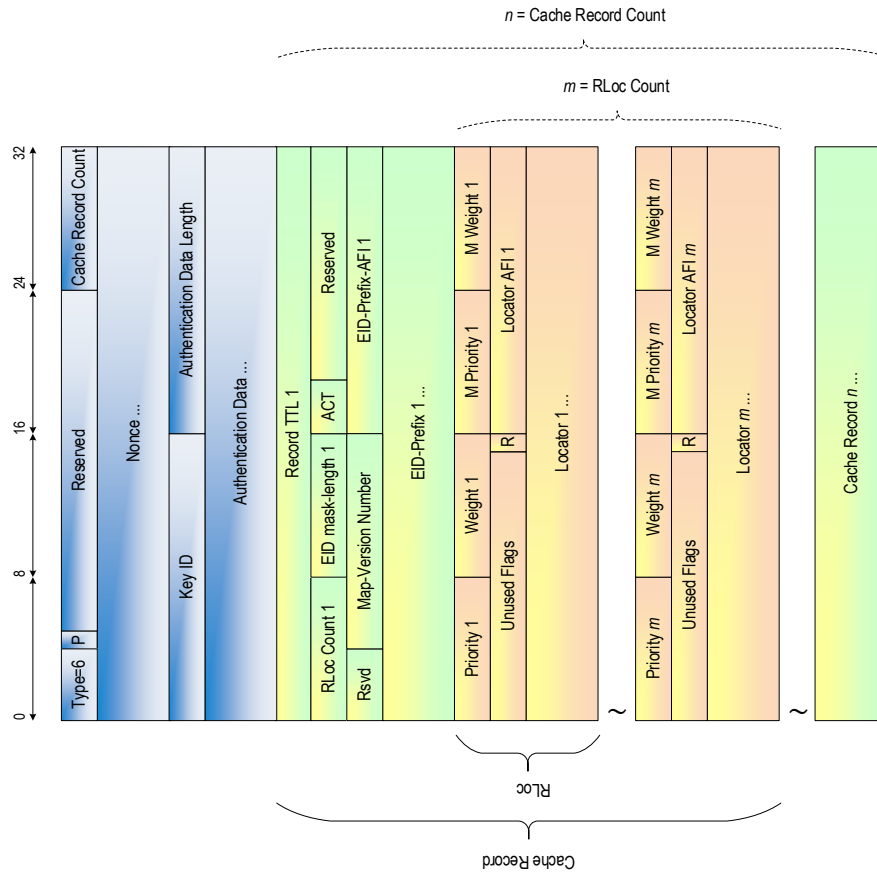 n = Cache Record Count
m = RLoc Count
0
8
16
24
32
Type=6
P
Reserved
Cache Record Count
Nonce ...
Key ID
Authentication Data Length
Authentication Data ...
Record TTL 1
RLoc Count 1
EID mask-length 1
ACT
Reserved
Rsvd
Map-Version Number
EID-Prefix-AFI 1
EID-Prefix 1 ...
Priority 1
Weight 1
M Priority 1
M Weight 1
Unused Flags
R
Locator AFI 1
Locator 1 ...
~
Priority m
Weight m
M Priority m
M Weight m
Unused Flags
R
Locator AFI m
Locator m ...
~
Cache Record n ...
RLoc
Cache Record